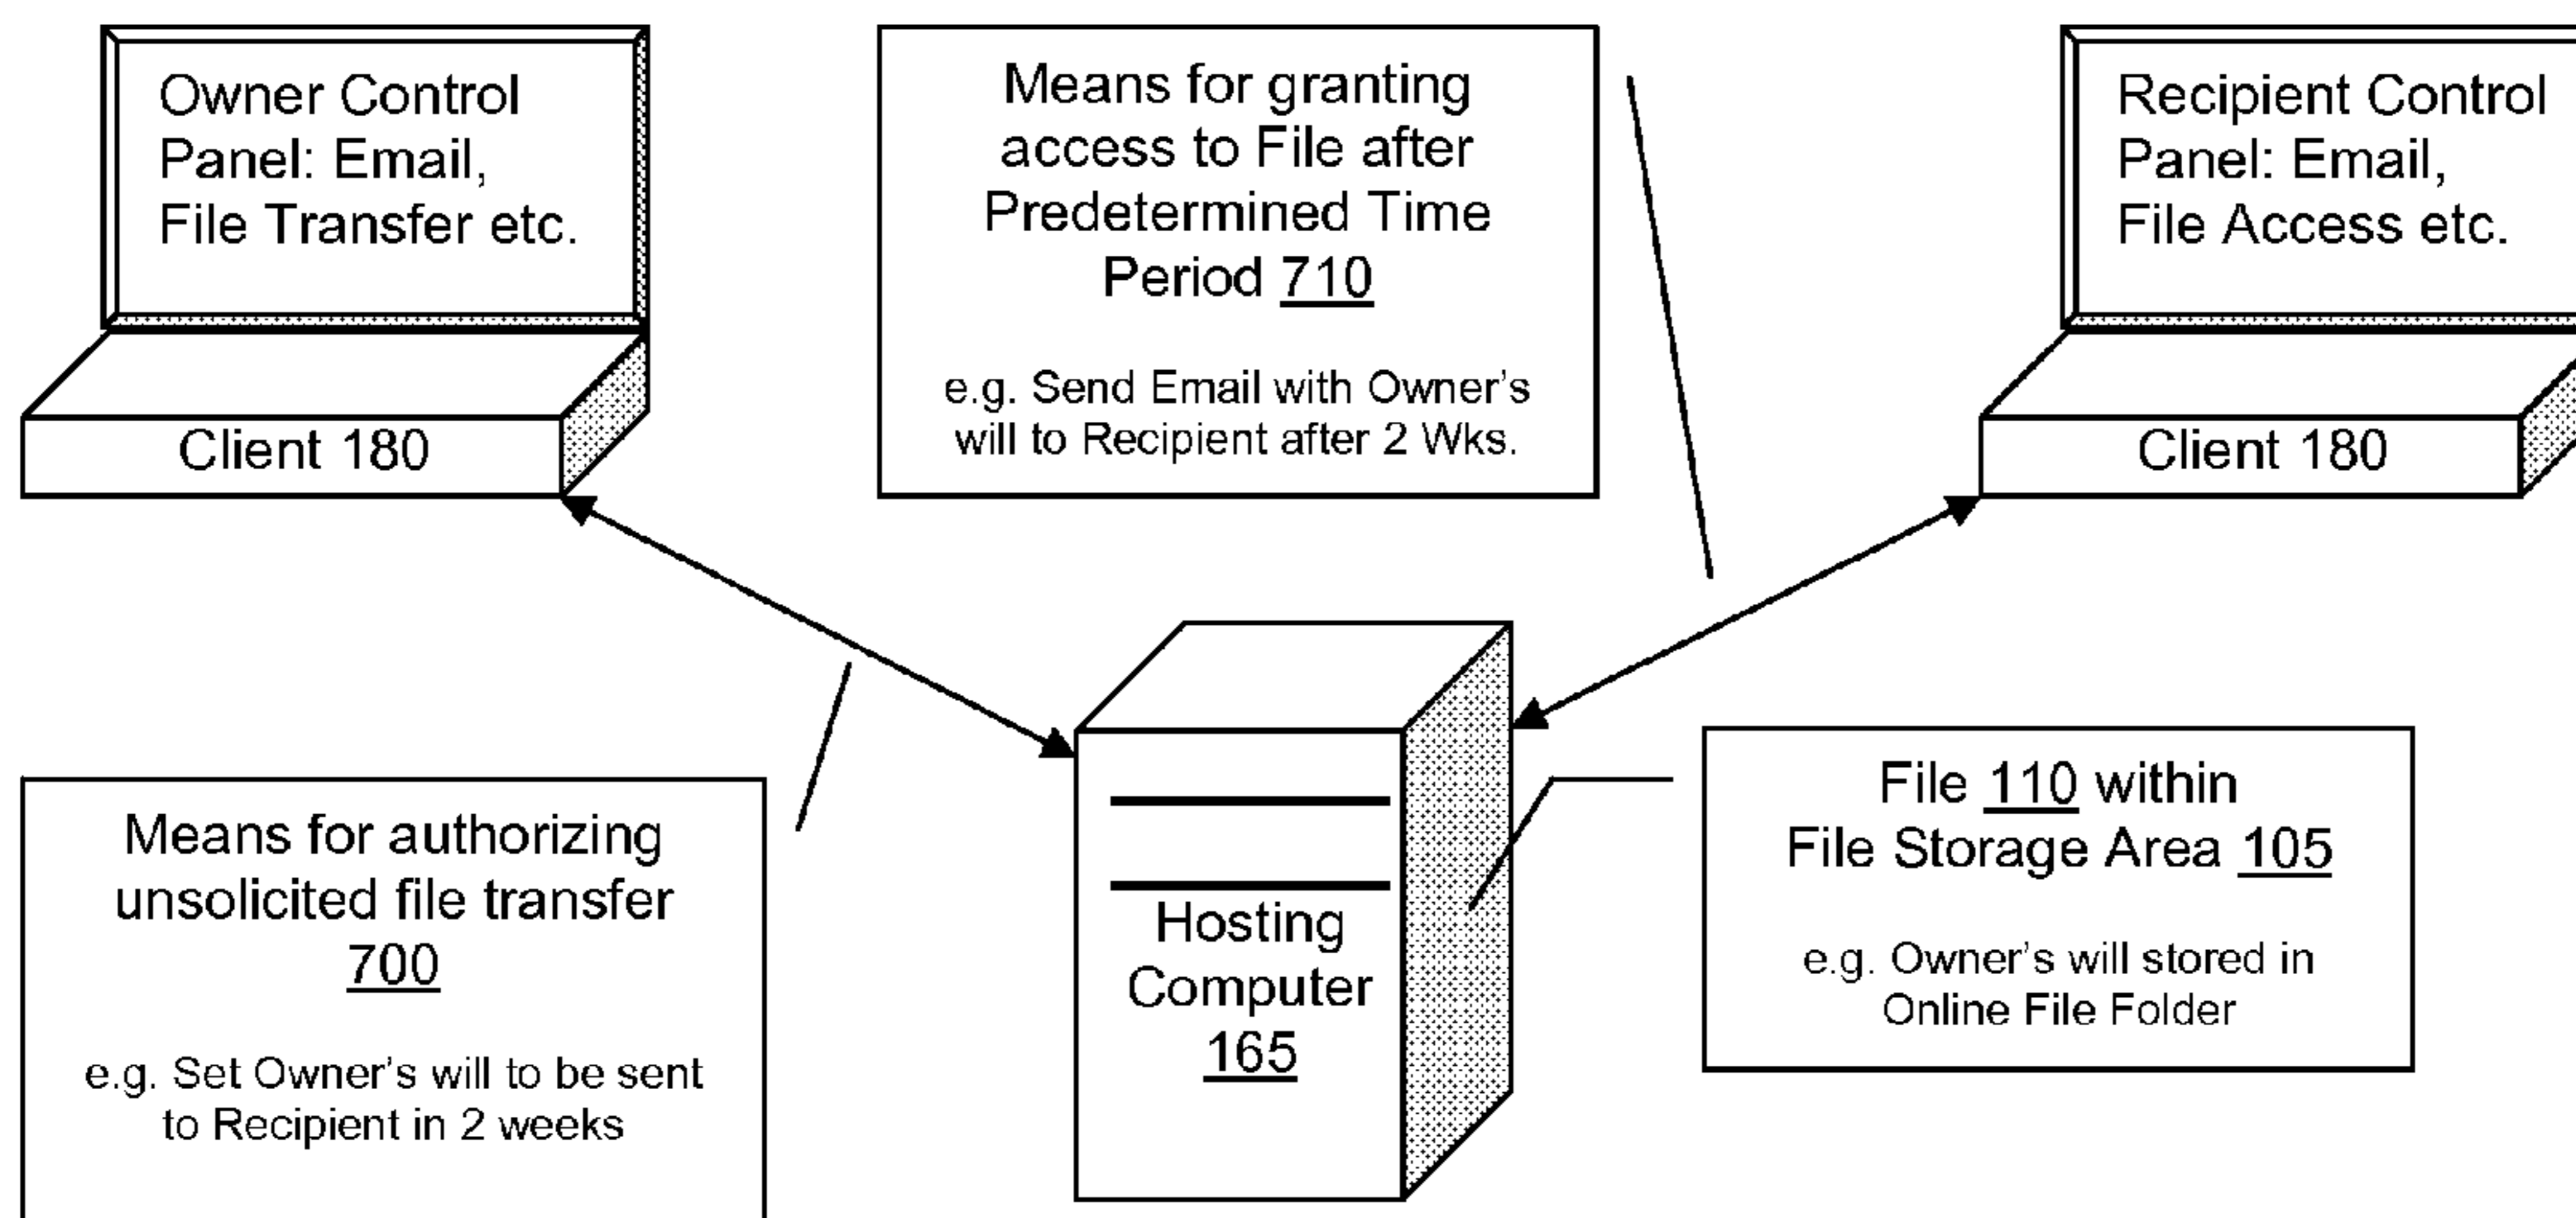 Owner Control
Panel: Email,
File Transfer etc.
Client 180
Means for granting
access to File after
Predetermined Time
Period 710
e.g. Send Email with Owner's
will to Recipient after 2 Wks.
Recipient Control
Panel: Email,
File Access etc.
Client 180
Means for authorizing
unsolicited file transfer
700
e.g. Set Owner's will to be sent
to Recipient in 2 weeks
Hosting
Computer
165
File 110 within
File Storage Area 105
e.g. Owner's will stored in
Online File Folder